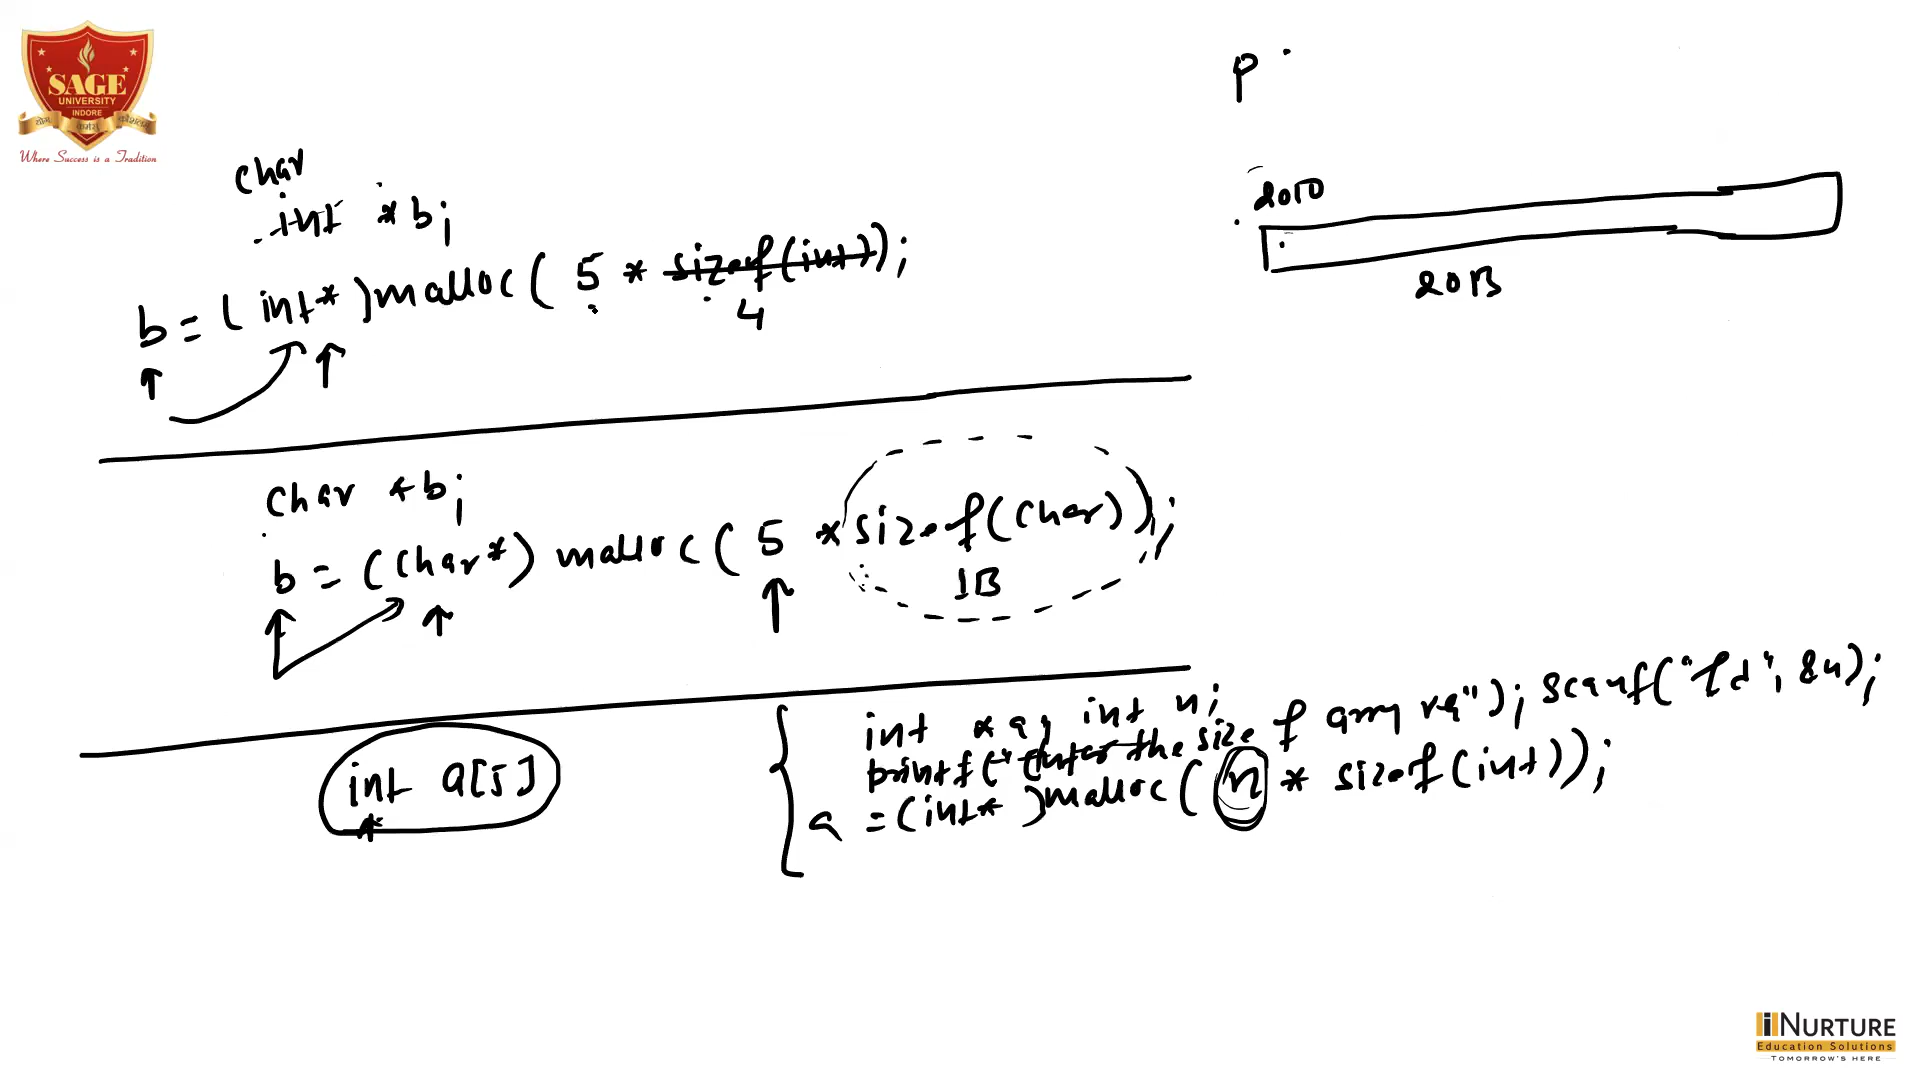 SAGE
UNIVERSITY
INDORE
Where Success is a Tradition
p
char
int *b;
b = (int*)malloc( 5 * sizeof(int));
4
2010
20B
char *b;
b = (char*) malloc( 5 * sizeof(char));
1B
int a[5]
int *a; int n;
printf("Enter the size of array re"); scanf("%d", &n);
a = (int*)malloc( n * sizeof(int));
iNURTURE
Education Solutions
TOMORROW'S HERE